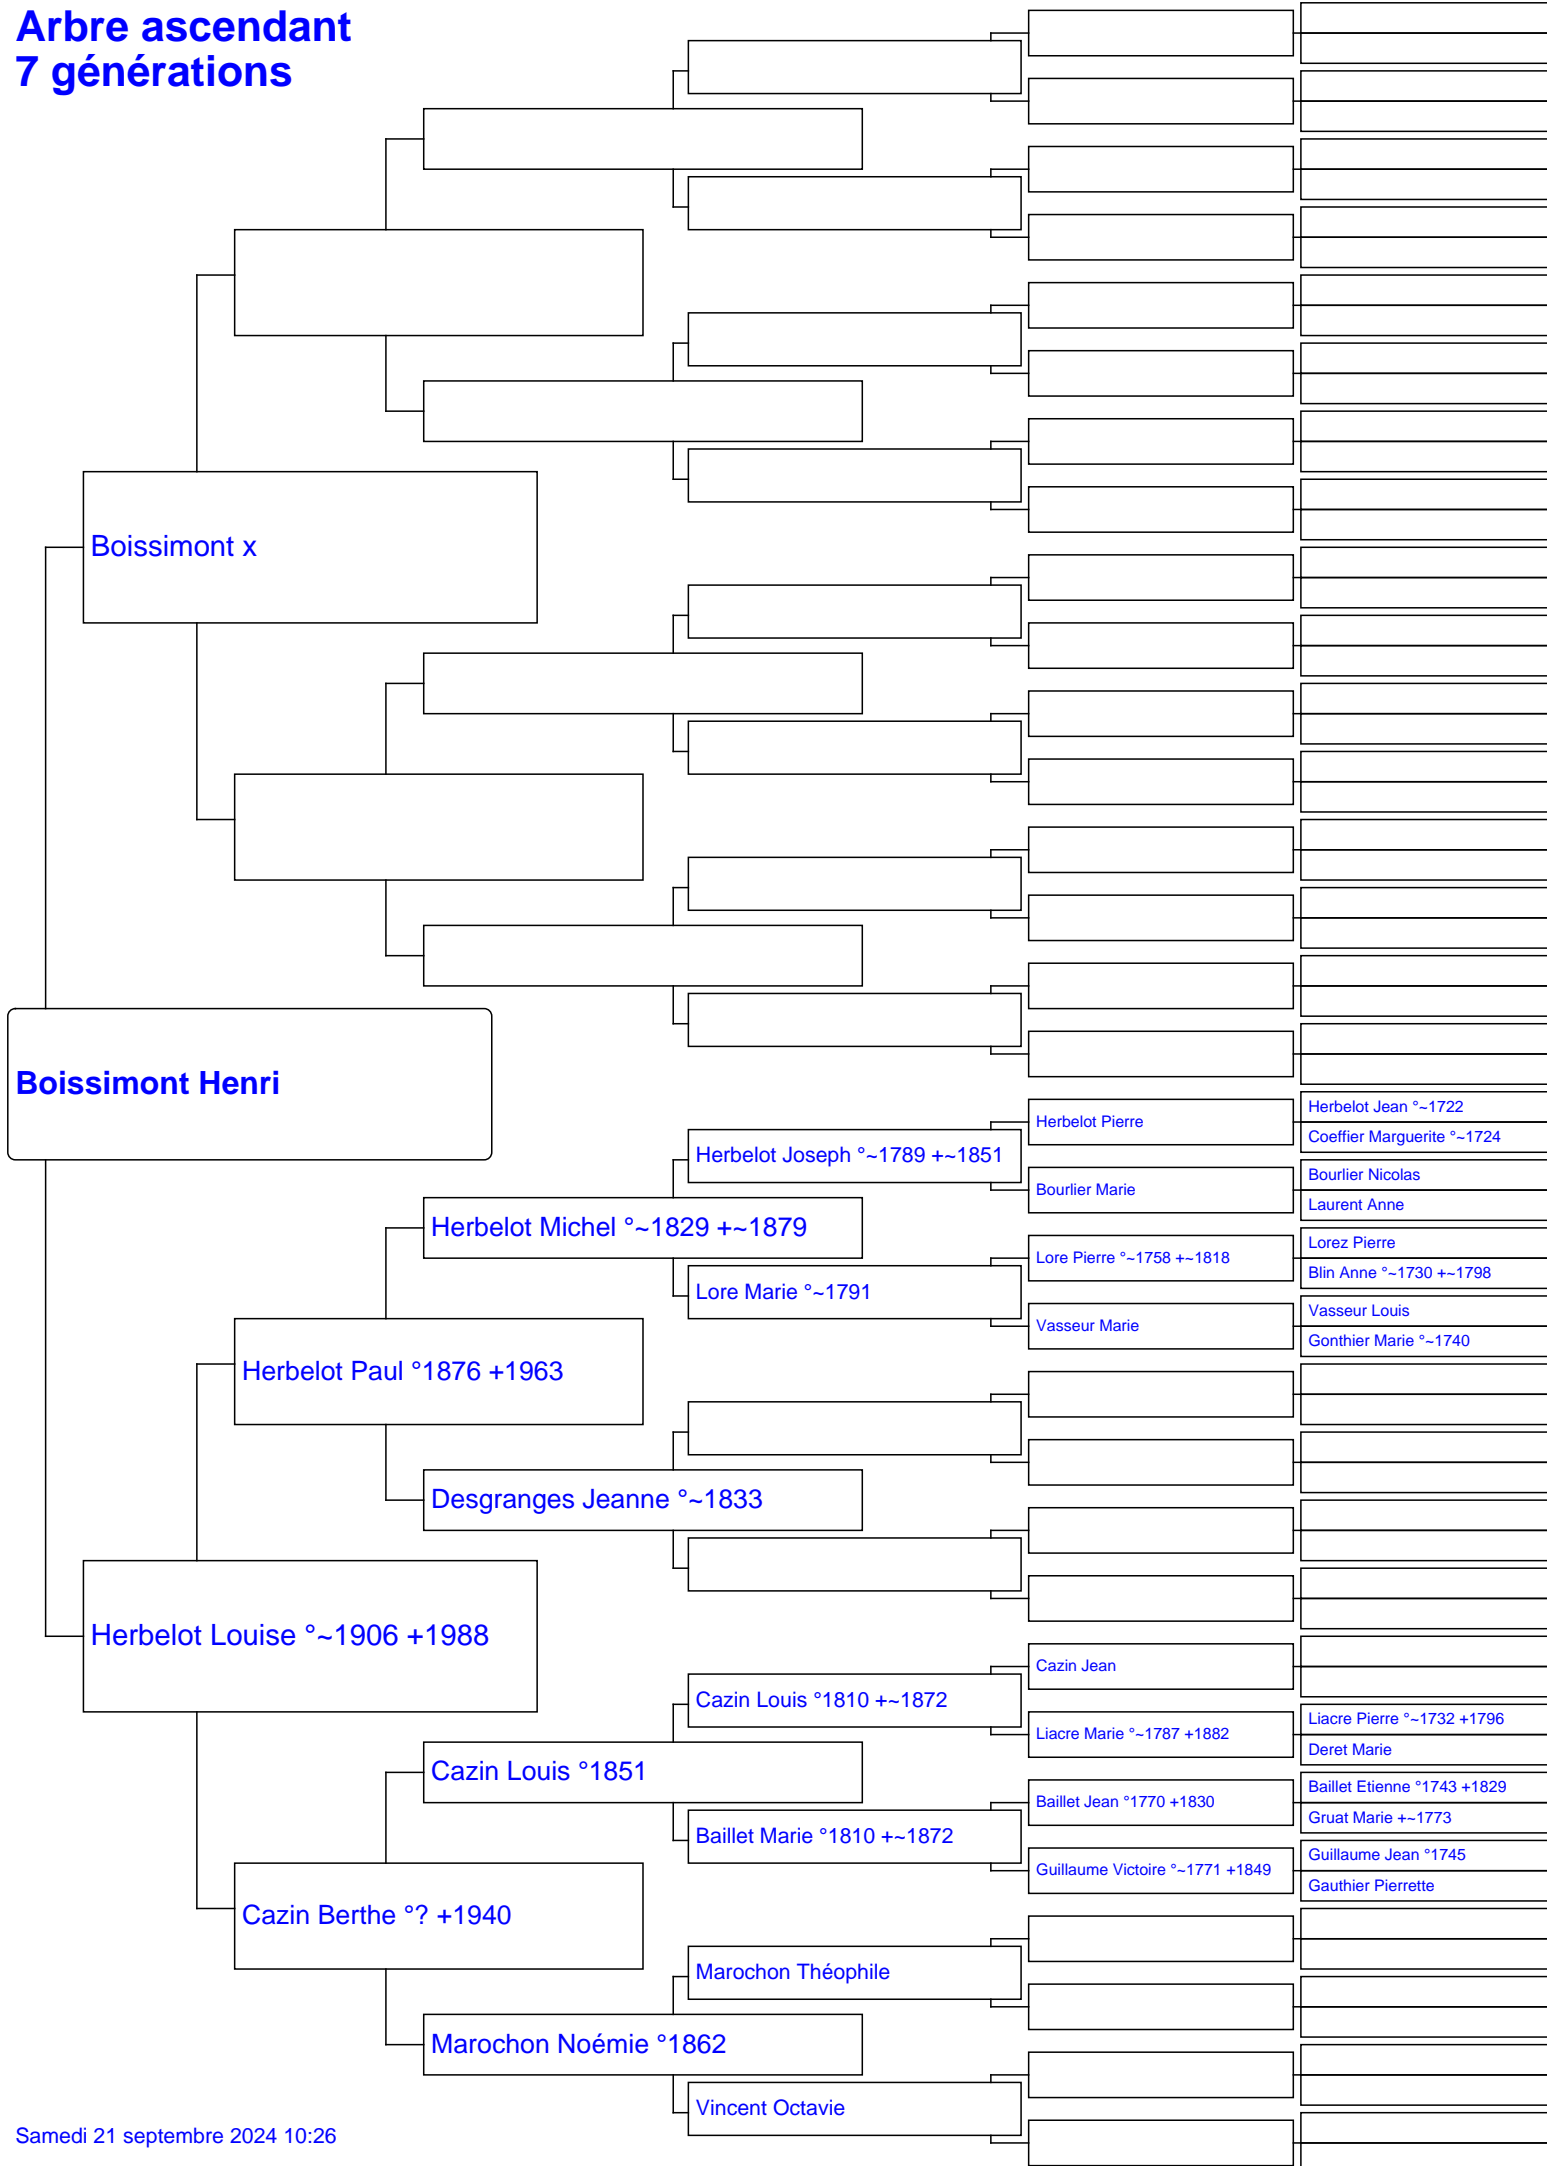 Arbre ascendant
7 générations
Boissimont x
Boissimont Henri
Herbelot Jean °~1722
Herbelot Pierre
Coeffier Marguerite °~1724
Herbelot Joseph °~1789 +~1851
Bourlier Nicolas
Bourlier Marie
Laurent Anne
Herbelot Michel °~1829 +~1879
Lorez Pierre
Lore Pierre °~1758 +~1818
Blin Anne °~1730 +~1798
Lore Marie °~1791
Vasseur Louis
Vasseur Marie
Gonthier Marie °~1740
Herbelot Paul °1876 +1963
Desgranges Jeanne °~1833
Herbelot Louise °~1906 +1988
Cazin Jean
Cazin Louis °1810 +~1872
Liacre Pierre °~1732 +1796
Liacre Marie °~1787 +1882
Deret Marie
Cazin Louis °1851
Baillet Etienne °1743 +1829
Baillet Jean °1770 +1830
Gruat Marie +~1773
Baillet Marie °1810 +~1872
Guillaume Jean °1745
Guillaume Victoire °~1771 +1849
Gauthier Pierrette
Cazin Berthe °? +1940
Marochon Théophile
Marochon Noémie °1862
Vincent Octavie
Samedi 21 septembre 2024 10:26